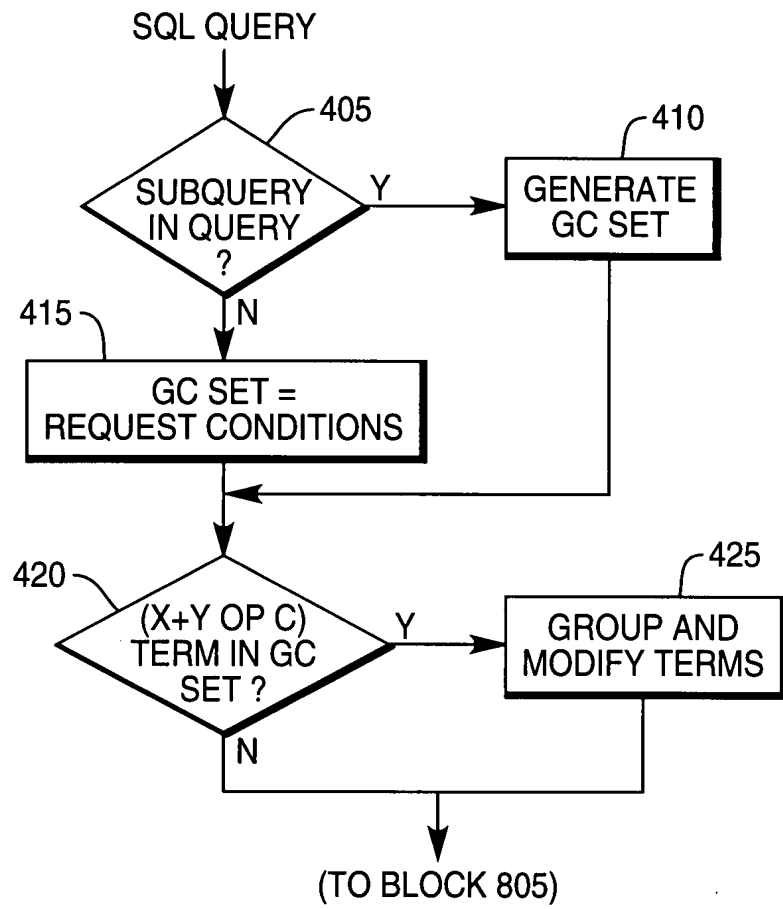 SQL QUERY
405
SUBQUERY
IN QUERY
?
Y
N
410
GENERATE
GC SET
415
GC SET =
REQUEST CONDITIONS
420
(X+Y OP C)
TERM IN GC
SET ?
Y
N
425
GROUP AND
MODIFY TERMS
(TO BLOCK 805)